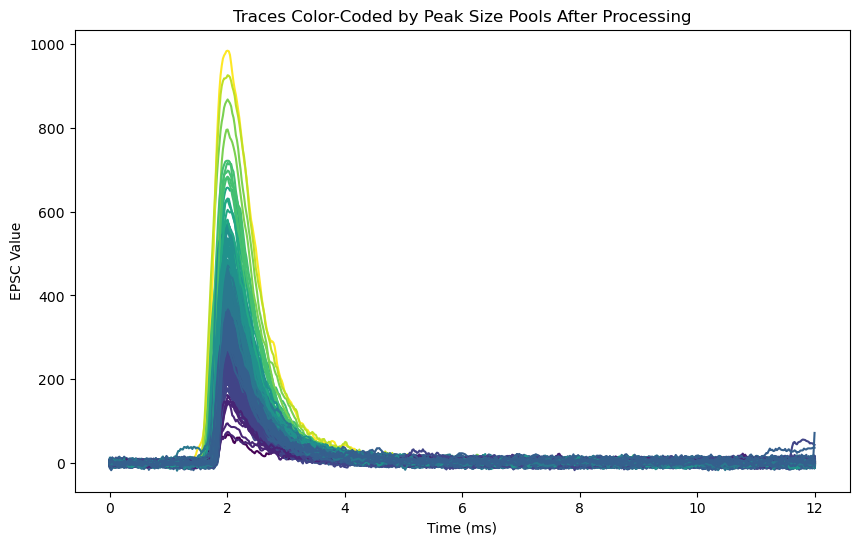 Traces Color-Coded by Peak Size Pools After Processing
1000
800
600
400
200
0
EPSC Value
0 2 4 6 8 10 12
Time (ms)